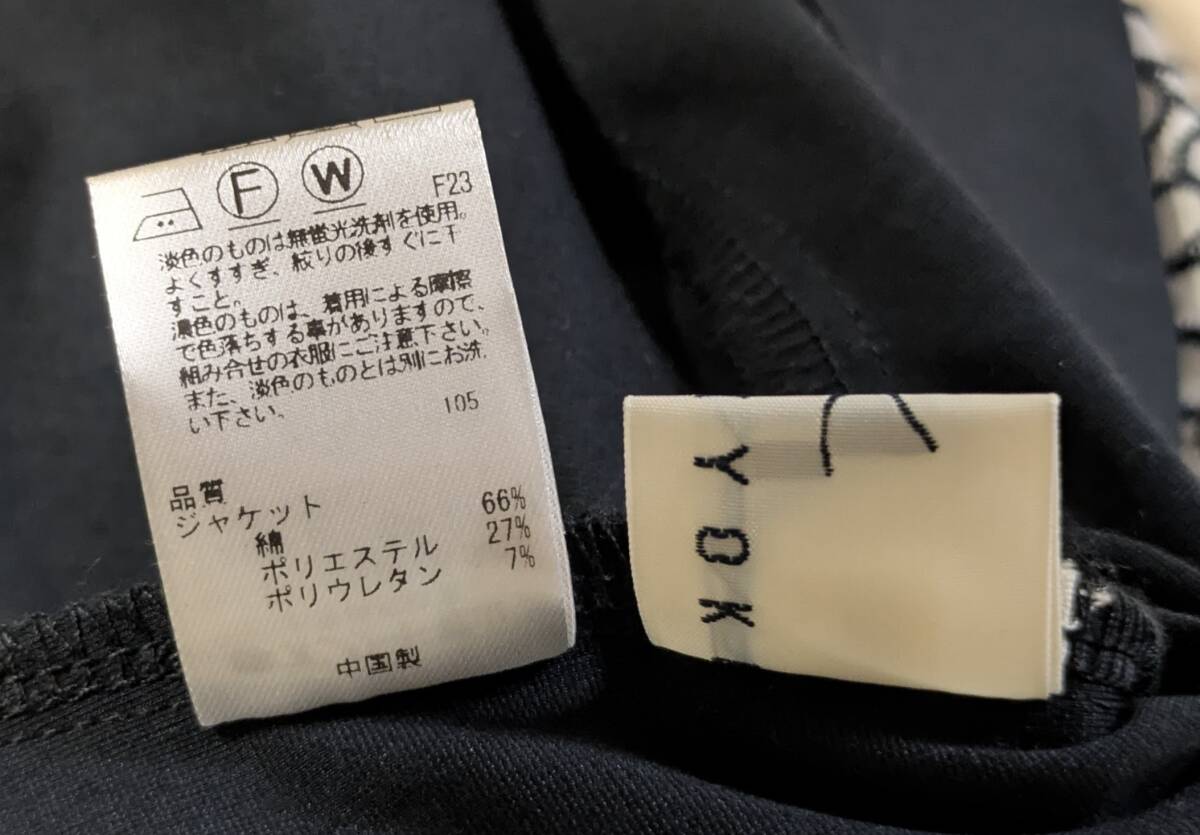 F W F23
淡色のものは無蛍光洗剤を使用。
よくすすぎ、絞りの後すぐに干
すこと。
濃色のものは、着用による摩擦
で色落ちする事がありますので、
組み合せの衣服にご注意下さい。
また、淡色のものとは別にお洗
い下さい。 105
品質
ジャケット
綿 66%
ポリエステル 27%
ポリウレタン 7%
中国製
YOK